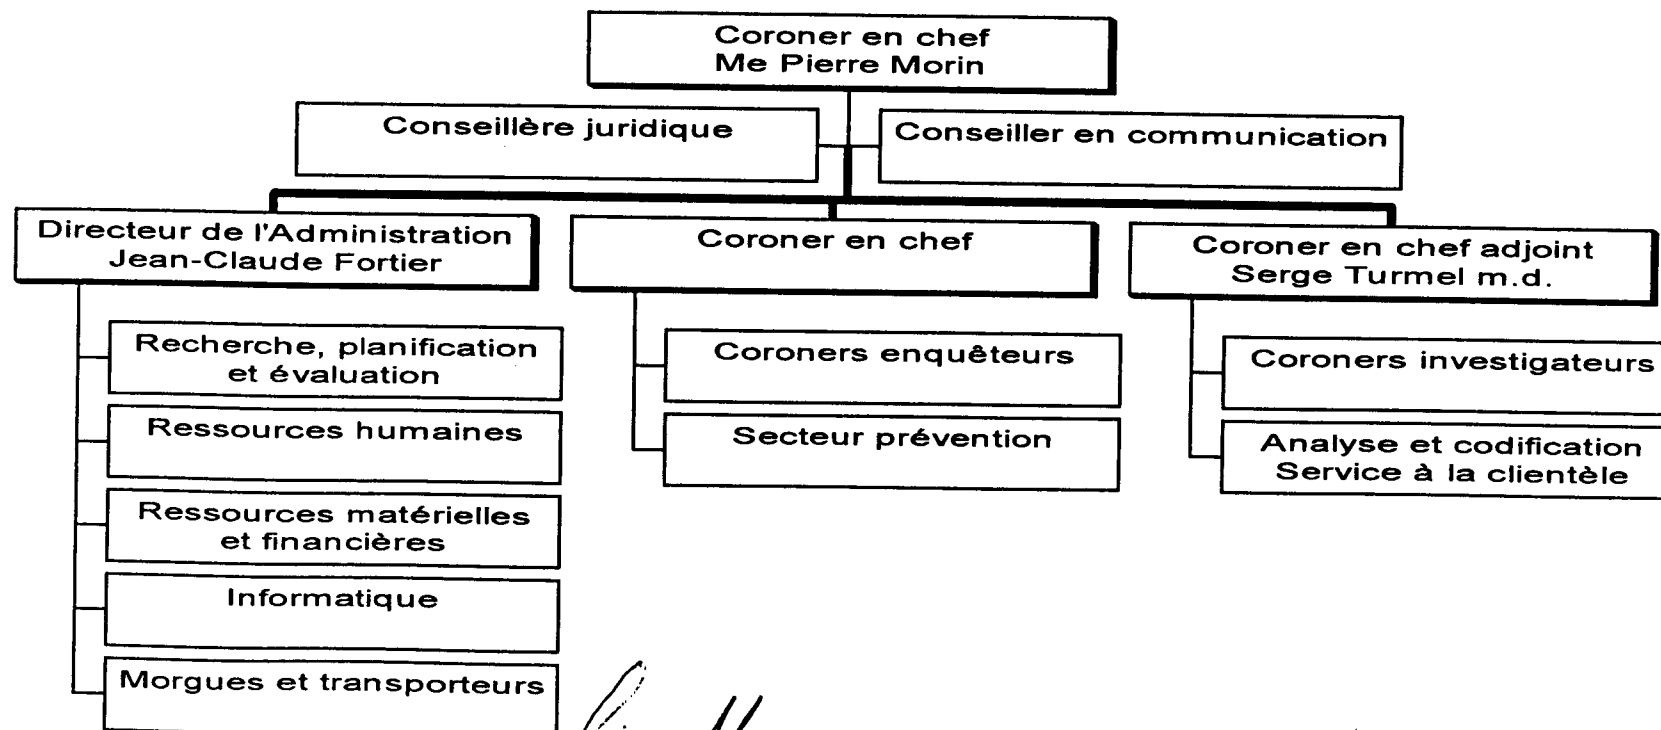 Coroner en chef
Me Pierre Morin
Conseillère juridique
Conseiller en communication
Directeur de l'Administration
Jean-Claude Fortier
Coroner en chef
Coroner en chef adjoint
Serge Turmel m.d.
Recherche, planification
et évaluation
Ressources humaines
Ressources matérielles
et financières
Informatique
Morgues et transporteurs
Coroners enquêteurs
Secteur prévention
Coroners investigateurs
Analyse et codification
Service à la clientèle